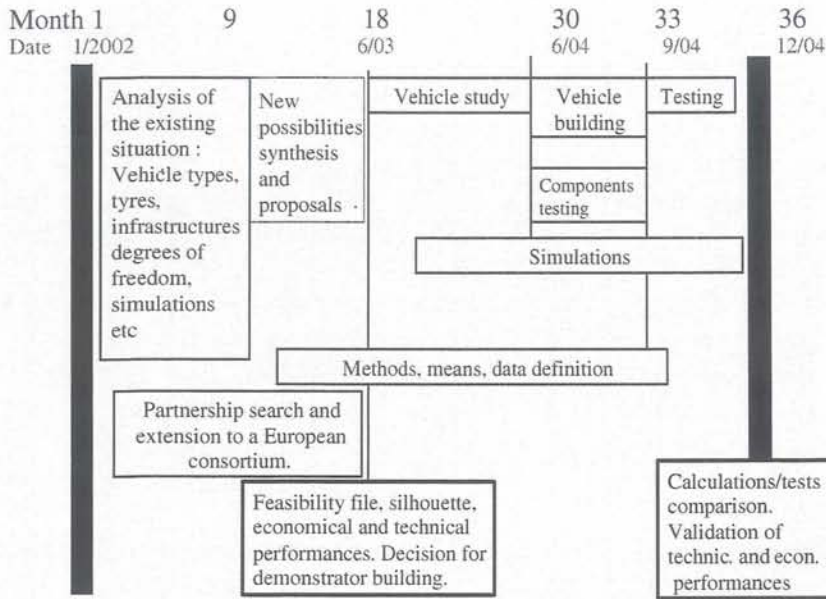 Month 1 9 18 30 33 36
Date 1/2002 6/03 6/04 9/04 12/04
Analysis of
the existing
situation :
Vehicle types,
tyres,
infrastructures
degrees of
freedom,
simulations
etc
New
possibilities
synthesis
and
proposals .
Vehicle study
Vehicle
building
Testing
Components
testing
Simulations
Methods, means, data definition
Partnership search and
extension to a European
consortium.
Feasibility file, silhouette,
economical and technical
performances. Decision for
demonstrator building.
Calculations/tests
comparison.
Validation of
technic. and econ.
performances